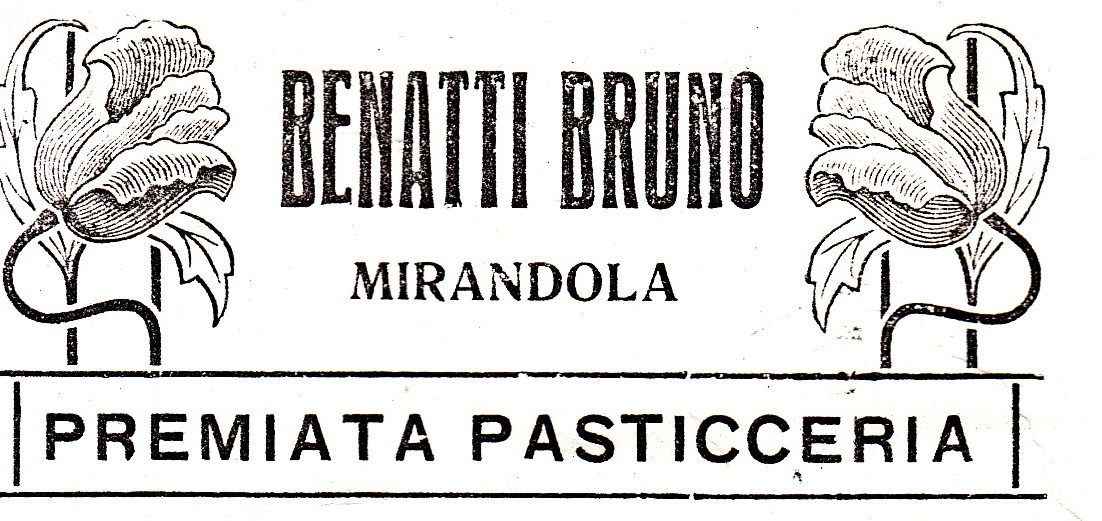 BENATTI BRUNO
MIRANDOLA
PREMIATA PASTICCERIA